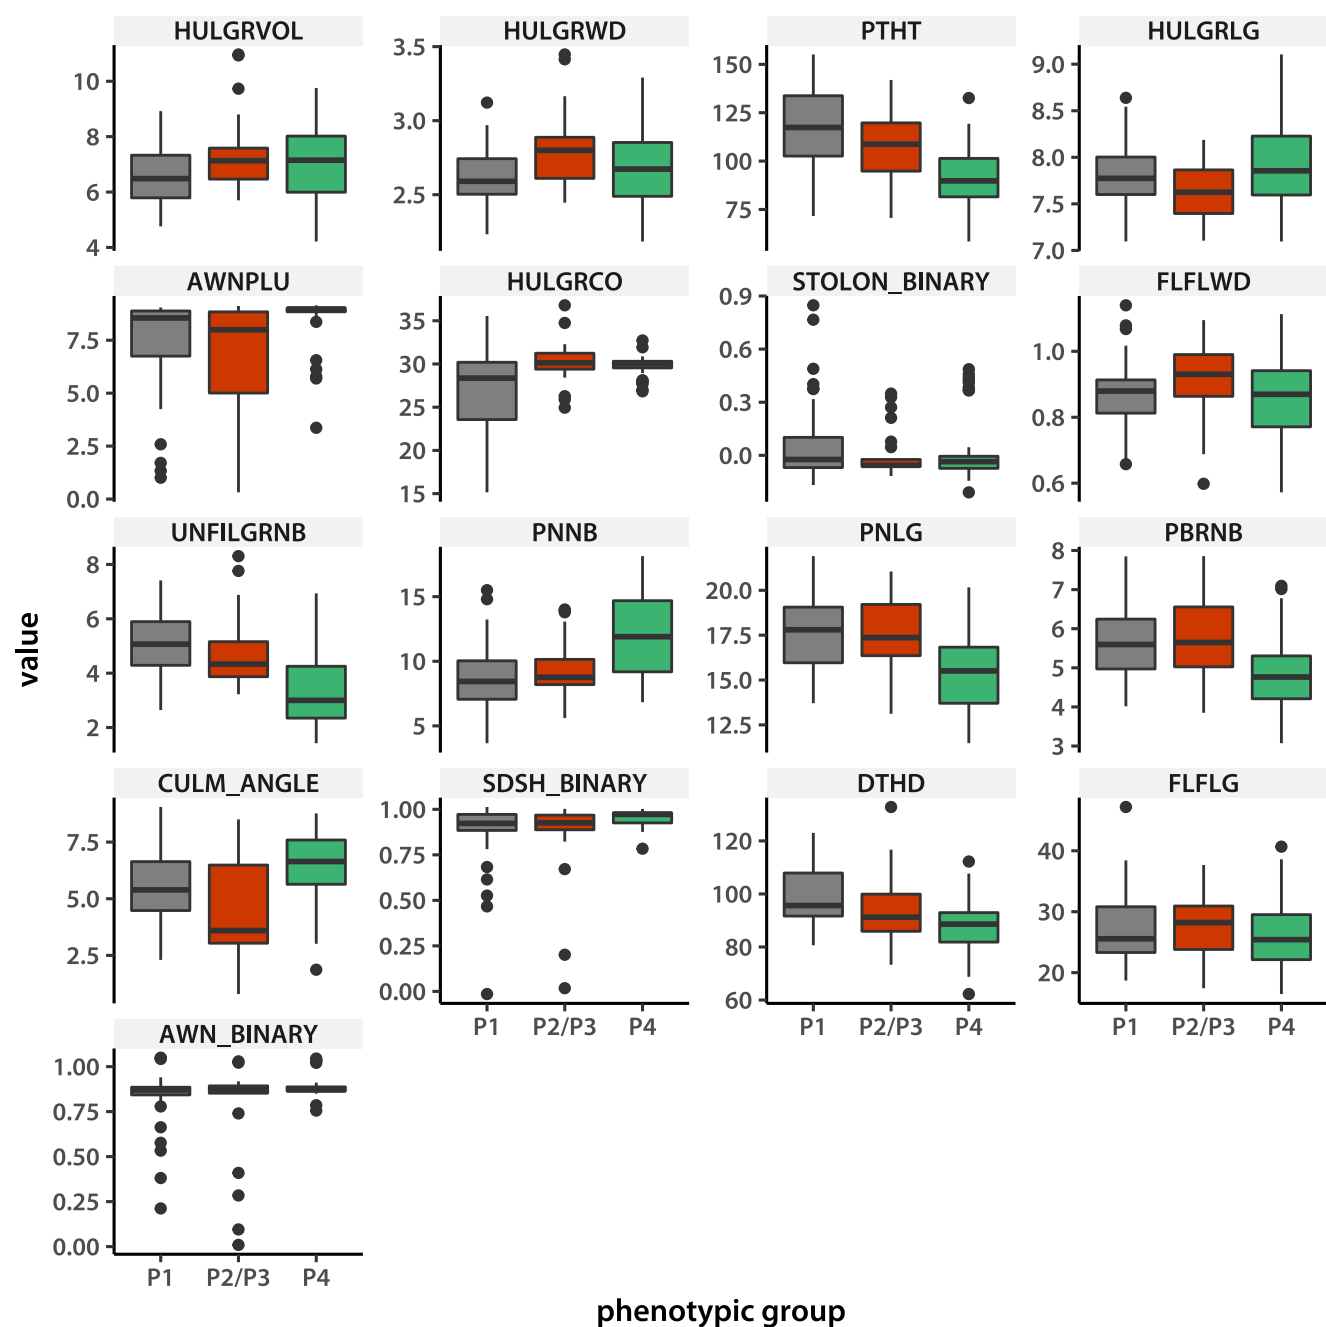 HULGRVOL HULGRWD PTHT HULGRLG
10 8 6 4
3.5 3.0 2.5
150 125 100 75
9.0 8.5 8.0 7.5 7.0
AWNPLU HULGRCO STOLON_BINARY FLFLWD
7.5 5.0 2.5 0.0
35 30 25 20 15
0.9 0.6 0.3 0.0
1.0 0.8 0.6
UNFILGRNB PNNB PNLG PBRNB
8 6 4 2
15 10 5
20.0 17.5 15.0 12.5
8 7 6 5 4 3
value
CULM_ANGLE SDSH_BINARY DTHD FLFLG
7.5 5.0 2.5
1.00 0.75 0.50 0.25 0.00
120 100 80 60
40 30 20
P1 P2/P3 P4 P1 P2/P3 P4 P1 P2/P3 P4
AWN_BINARY
1.00 0.75 0.50 0.25 0.00
P1 P2/P3 P4
phenotypic group